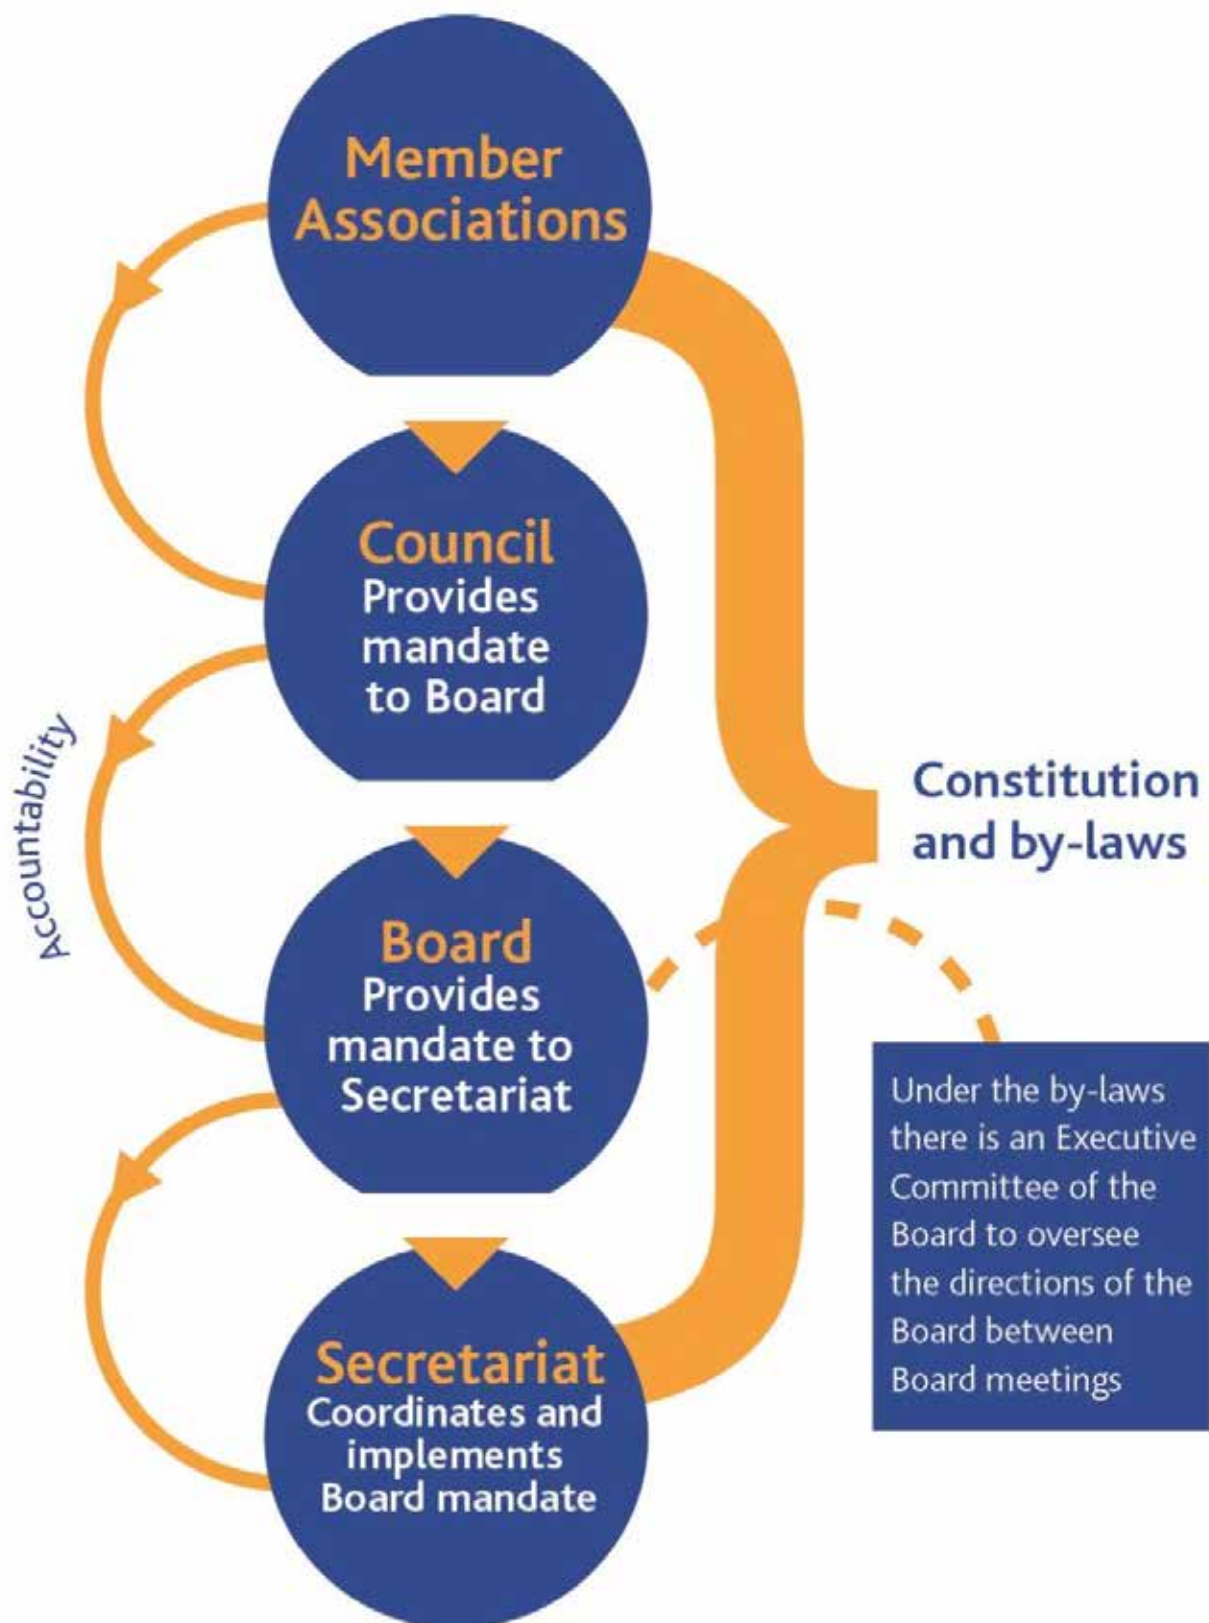 Member
Associations
Council
Provides
mandate
to Board
Accountability
Constitution
and by-laws
Board
Provides
mandate to
Secretariat
Under the by-laws
there is an Executive
Committee of the
Board to oversee
the directions of the
Board between
Board meetings
Secretariat
Coordinates and
implements
Board mandate